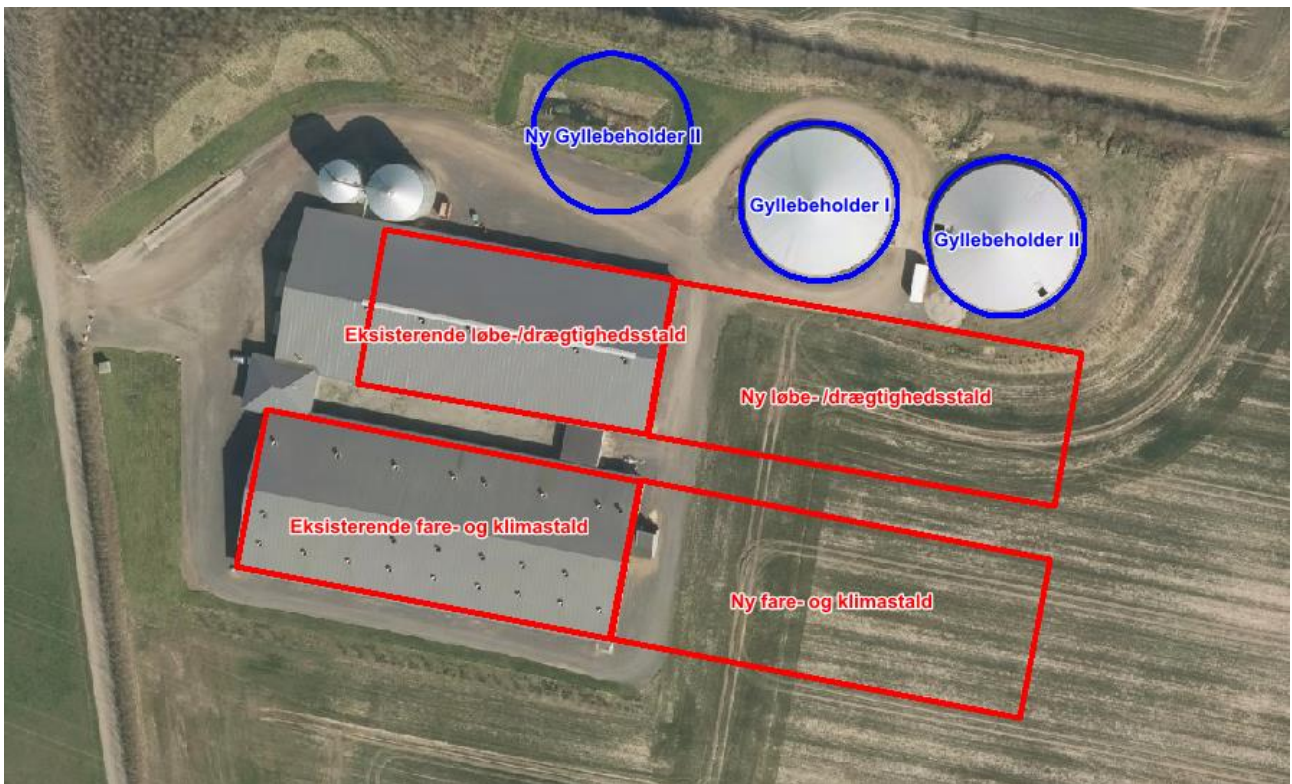 Ny Gyllebeholder II
Gyllebeholder I
Gyllebeholder II
Eksisterende løbe-/drægtighedsstald
Ny løbe- /drægtighedsstald
Eksisterende fare- og klimastald
Ny fare- og klimastald